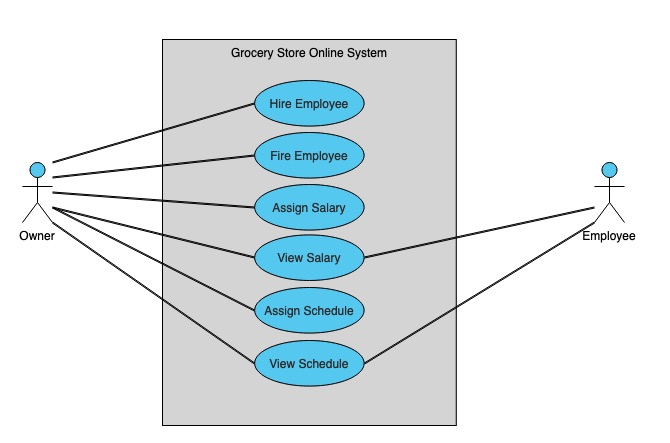 Grocery Store Online System
Hire Employee
Fire Employee
Assign Salary
View Salary
Assign Schedule
View Schedule
Owner
Employee